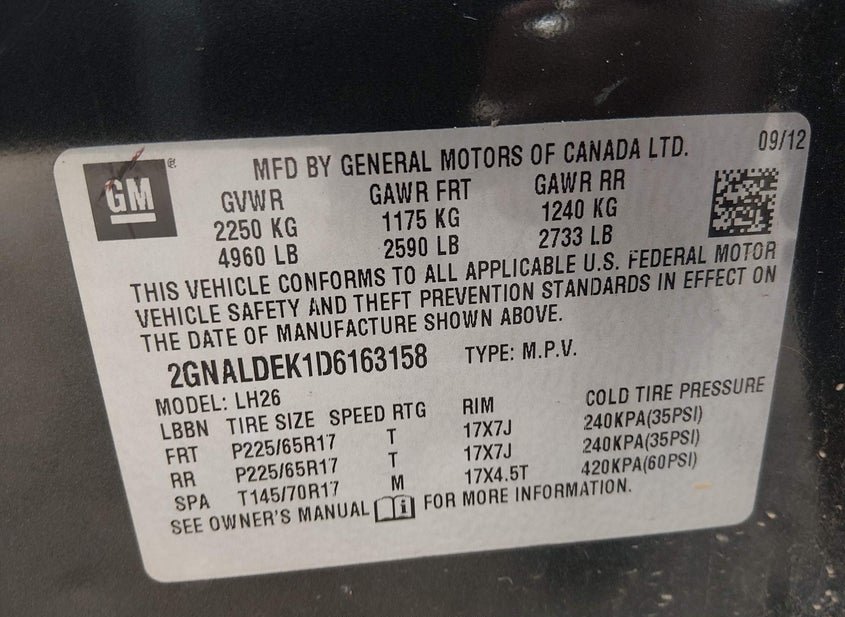 GM ®
MFD BY GENERAL MOTORS OF CANADA LTD. 09/12
GVWR GAWR FRT GAWR RR
2250 KG 1175 KG 1240 KG
4960 LB 2590 LB 2733 LB
THIS VEHICLE CONFORMS TO ALL APPLICABLE U.S. FEDERAL MOTOR
VEHICLE SAFETY AND THEFT PREVENTION STANDARDS IN EFFECT ON
THE DATE OF MANUFACTURE SHOWN ABOVE.
2GNALDEK1D6163158 TYPE: M.P.V.
MODEL: LH26
LBBN TIRE SIZE SPEED RTG RIM COLD TIRE PRESSURE
FRT P225/65R17 T 17X7J 240KPA(35PSI)
RR P225/65R17 T 17X7J 240KPA(35PSI)
SPA T145/70R17 M 17X4.5T 420KPA(60PSI)
SEE OWNER'S MANUAL i FOR MORE INFORMATION.